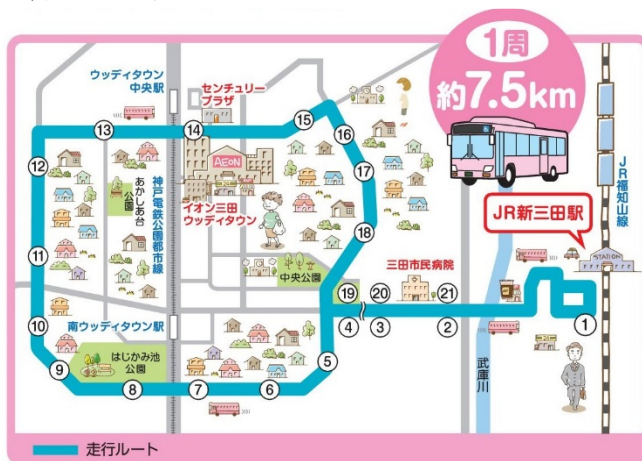 1周
約7.5km
ウッディタウン
中央駅
センチュリー
プラザ
15
13
14
16
12
AEON
17
公園
あかしあ台
神戸電鉄公園都市線
イオン三田
ウッディタウン
JR福知山線
JR新三田駅
STATION
18
11
中央公園
三田市民病院
19
20
21
10
南ウッディタウン駅
4
3
2
1
武庫川
9
はじかみ池
公園
8
7
6
5
走行ルート